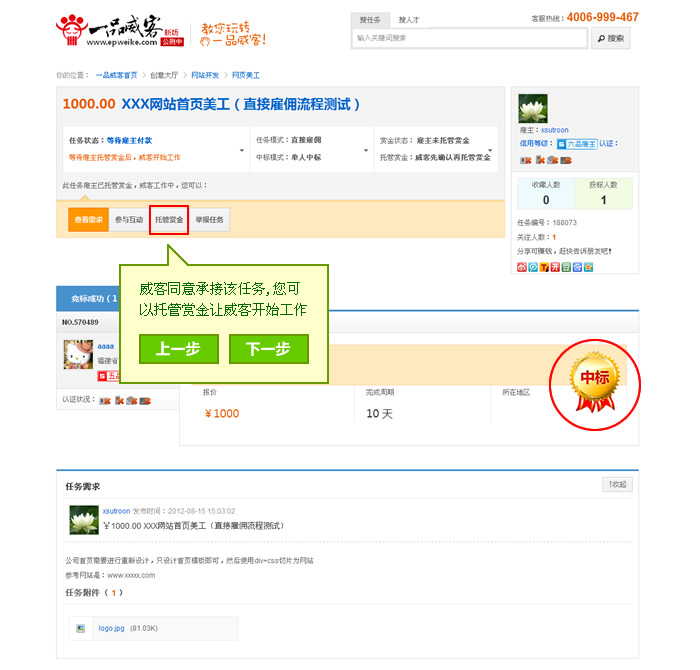 一品威客 新版
www.epweike.com 公测中
教您玩转
一品威客!
搜任务 搜人才
客服热线：4006-999-467
输入关键词搜索
搜索
你的位置： 一品威客首页 > 创意大厅 > 网站开发 > 网页美工
1000.00 XXX网站首页美工（直接雇佣流程测试）
任务状态：等待雇主付款
等待雇主托管赏金后，威客开始工作
任务模式：直接雇佣
中标模式：单人中标
赏金状态： 雇主未托管赏金
托管赏金：威客先确认再托管赏金
此任务雇主已托管赏金，威客工作中，您可以：
查看需求 参与互动 托管赏金 举报任务
雇主：xsutroon
信用等级： 六品雇主 认证：
收藏人数 投标人数
0 1
任务编号：188073
关注人数：1
分享可赚钱，赶快告诉朋友吧!
威客同意承接该任务,您可
以托管赏金让威客开始工作
上一步 下一步
竞标成功（1
NO.570489
aaaa
福建省
五品
认证状况：
报价 完成周期 所在地区
￥1000 10 天
中标
任务需求
↑收起
xsutroon 发布时间：2012-08-15 15:03:02
￥1000.00 XXX网站首页美工（直接雇佣流程测试）
公司首页需要进行重新设计，只设计首页模板即可，然后使用div+css切片为网站
参考网站是：www.xxxxx.com
任务附件（ 1 ）
logo.jpg (81.03K)